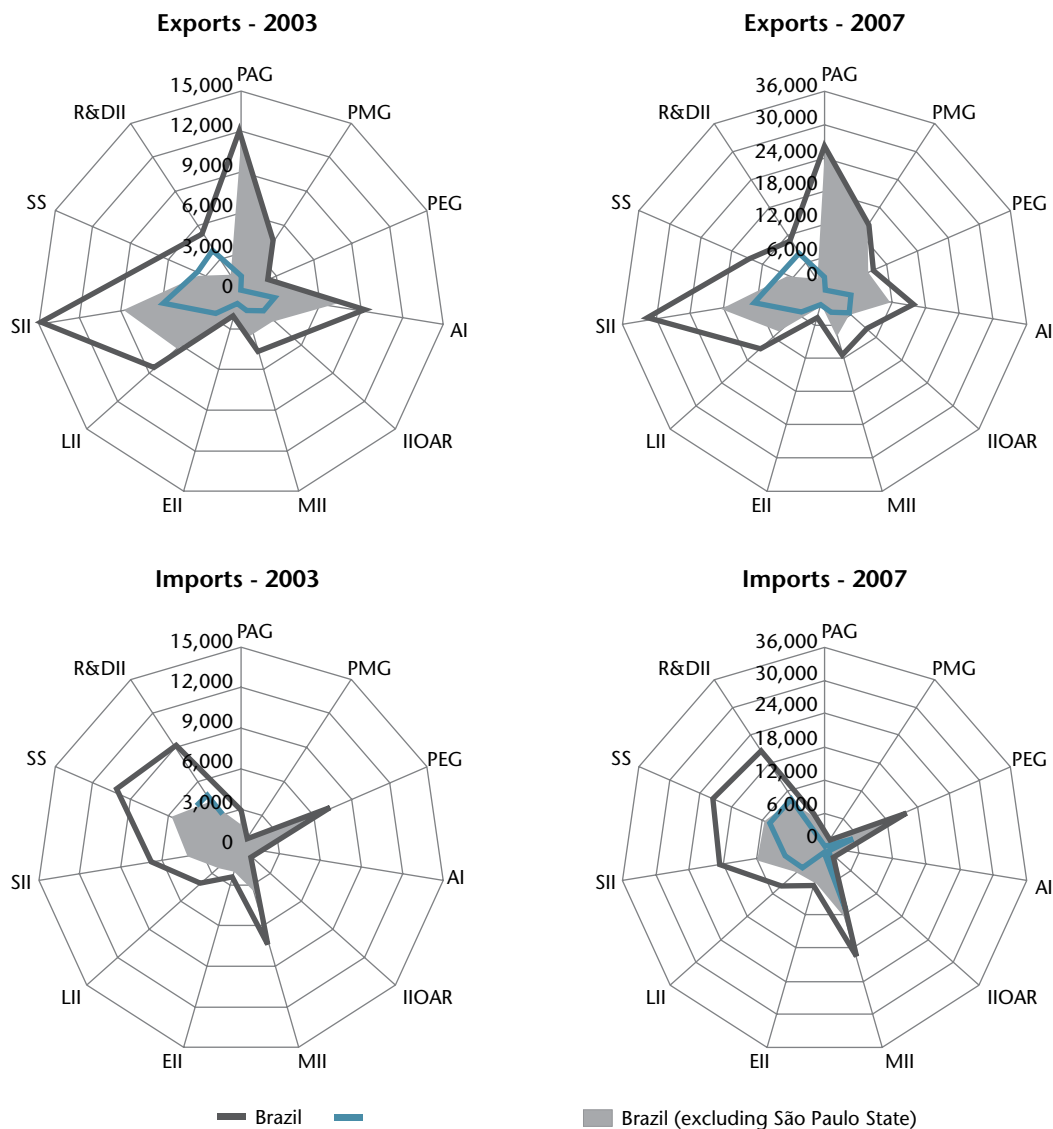 Exports - 2003
15,000
12,000
9,000
6,000
3,000
0
PAG
PMG
PEG
AI
IIOAR
MII
EII
LII
SII
SS
R&DII
Exports - 2007
36,000
30,000
24,000
18,000
12,000
6,000
0
PAG
PMG
PEG
AI
IIOAR
MII
EII
LII
SII
SS
R&DII
Imports - 2003
15,000
12,000
9,000
6,000
3,000
0
PAG
PMG
PEG
AI
IIOAR
MII
EII
LII
SII
SS
R&DII
Imports - 2007
36,000
30,000
24,000
18,000
12,000
6,000
0
PAG
PMG
PEG
AI
IIOAR
MII
EII
LII
SII
SS
R&DII
Brazil
Brazil (excluding São Paulo State)